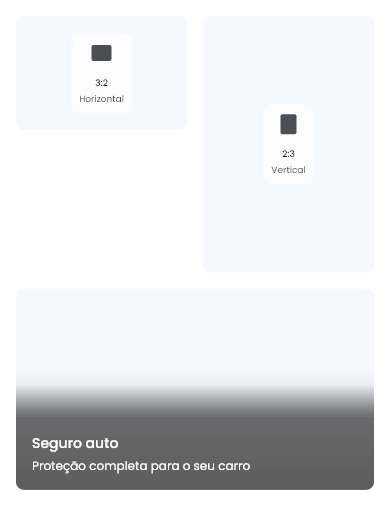 3:2
Horizontal
2:3
Vertical
Seguro auto
Proteção completa para o seu carro